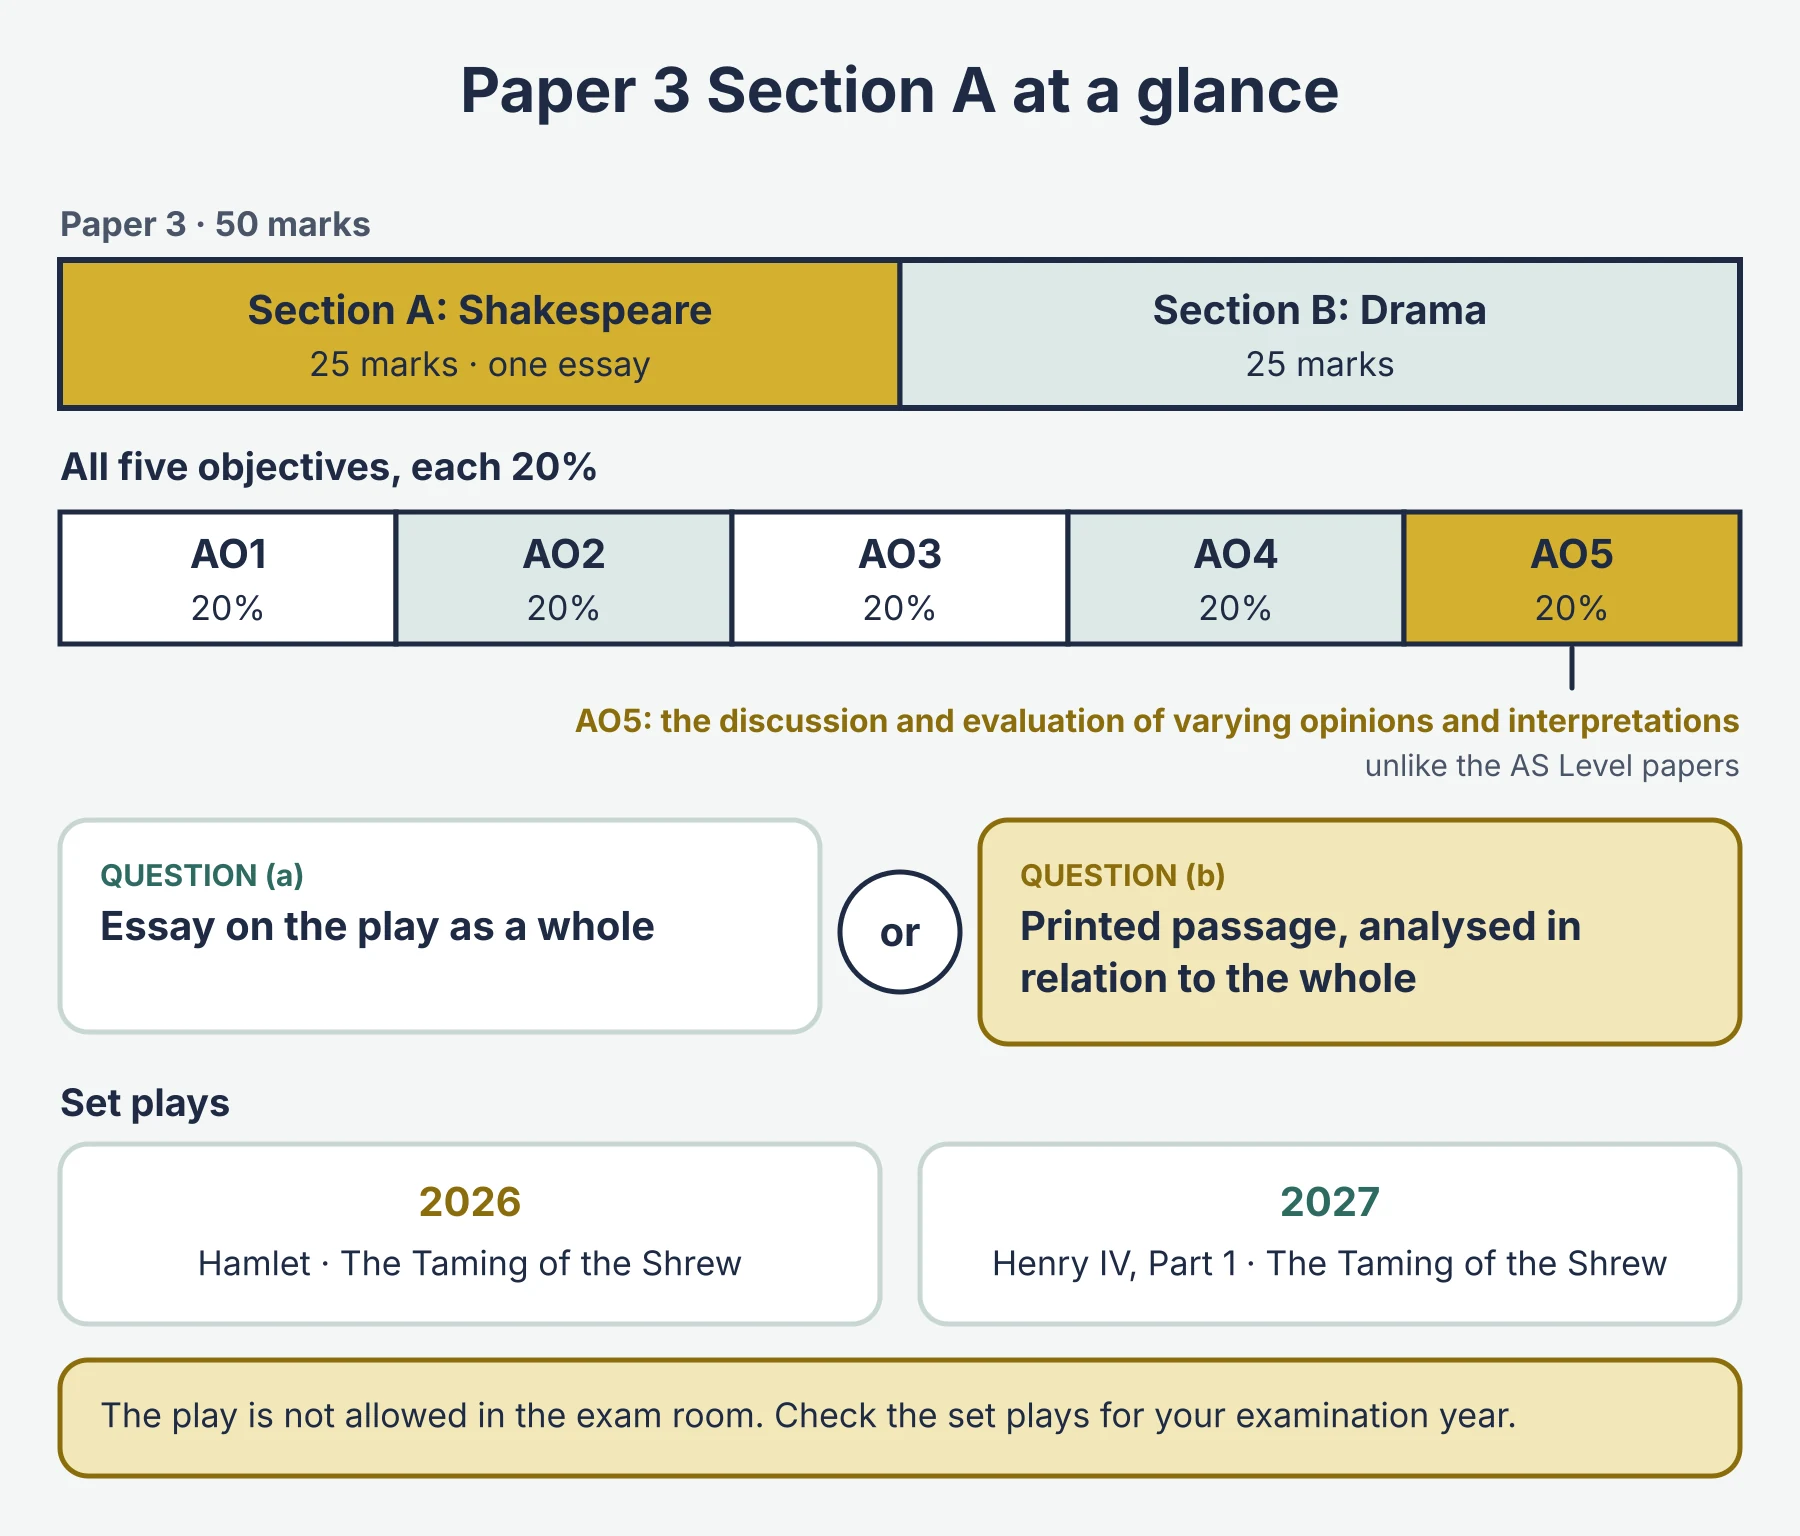 Paper 3 Section A at a glance
Paper 3 · 50 marks
Section A: Shakespeare
25 marks · one essay
Section B: Drama
25 marks
All five objectives, each 20%
AO1
20%
AO2
20%
AO3
20%
AO4
20%
AO5
20%
AO5: the discussion and evaluation of varying opinions and interpretations
unlike the AS Level papers
QUESTION (a)
Essay on the play as a whole
or
QUESTION (b)
Printed passage, analysed in
relation to the whole
Set plays
2026
Hamlet · The Taming of the Shrew
2027
Henry IV, Part 1 · The Taming of the Shrew
The play is not allowed in the exam room. Check the set plays for your examination year.